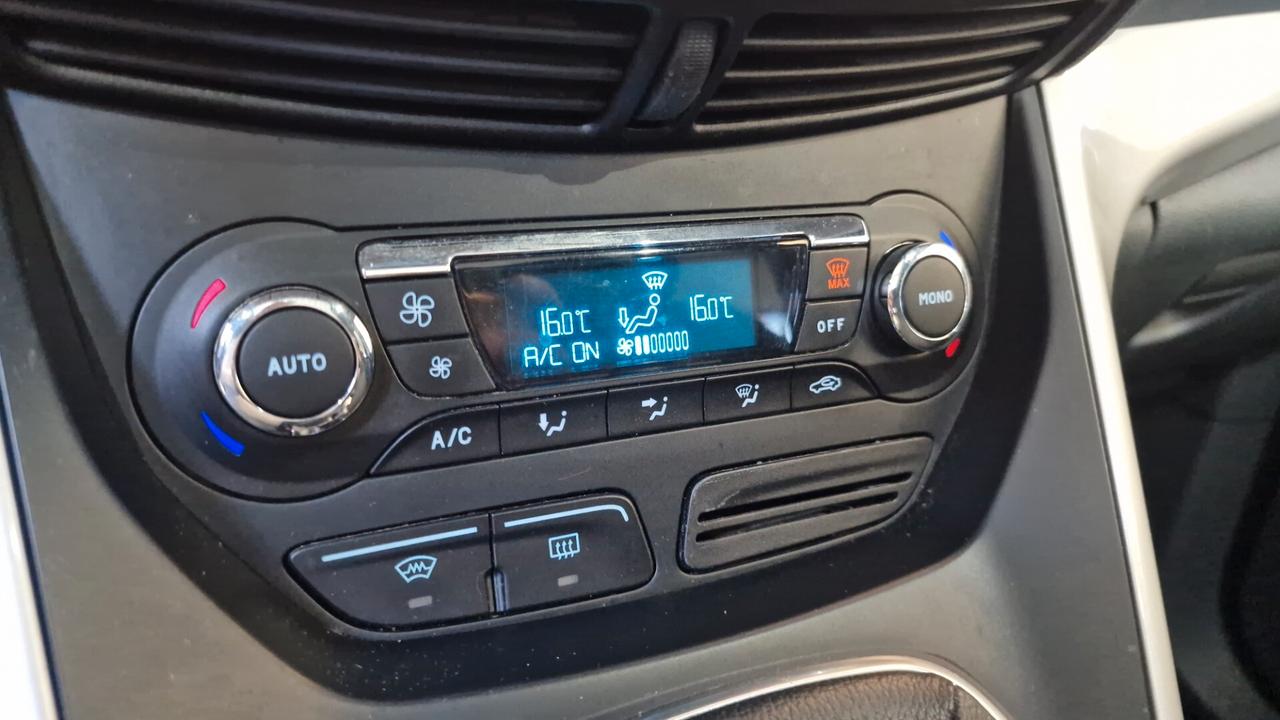 MAX
MONO
16.0°C 16.0°C
OFF
A/C ON
AUTO
A/C